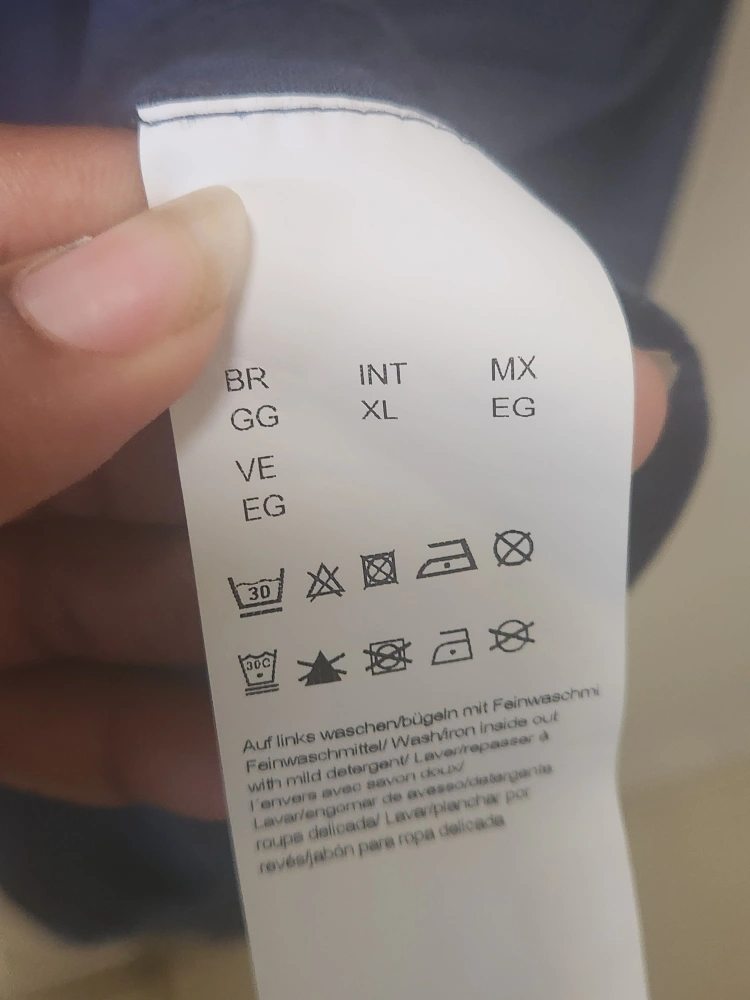 BR INT MX
GG XL EG
VE
EG
30
30C
Auf links waschen/bügeln mit Feinwaschmi
Feinwaschmittel/ Wash/iron inside out
with mild detergent/ Laver/repasser à
l'envers avec savon doux/
Lavar/engomar de avesso/detergente
roupa delicada/ Lavar/planchar por
revés/jabón para ropa delicada